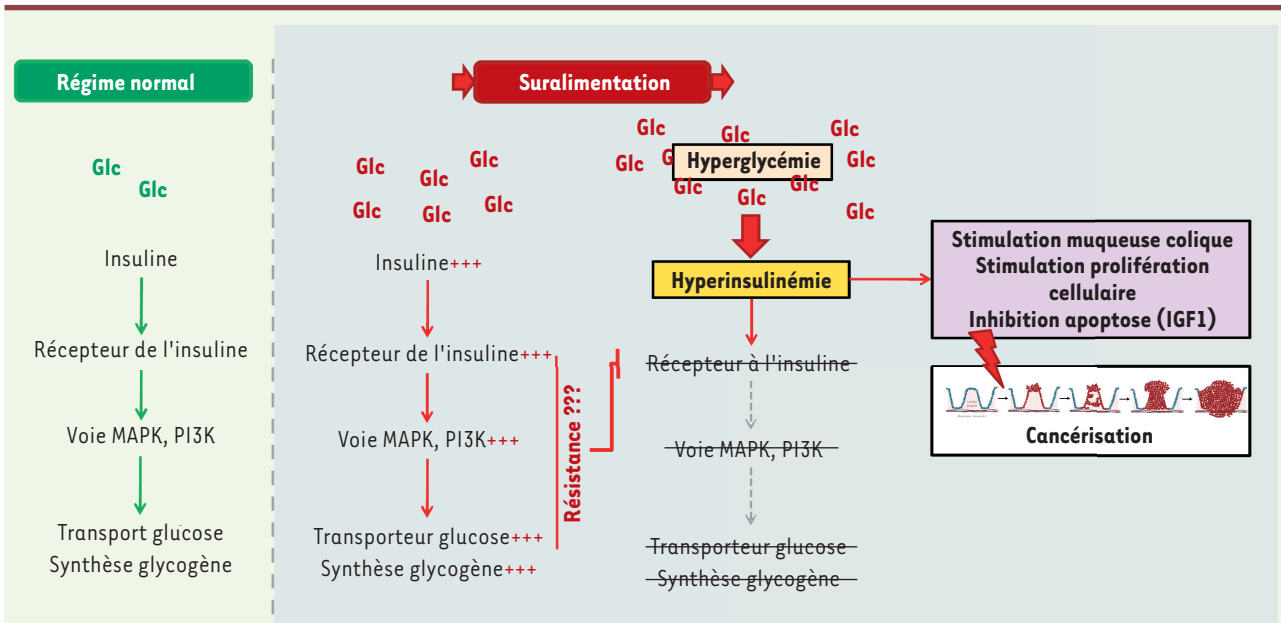 Régime normal
Suralimentation
Glc
Glc
Insuline
Récepteur de l'insuline
Voie MAPK, PI3K
Transport glucose
Synthèse glycogène
Glc
Glc
Glc
Glc
Glc
Glc
Insuline+++
Récepteur de l'insuline+++
Voie MAPK, PI3K+++
Transporteur glucose+++
Synthèse glycogène+++
Résistance ???
Glc
Glc
Glc
Glc
Hyperglycémie
Glc
Glc
Glc
Glc
Glc
Hyperinsulinémie
Récepteur à l'insuline
Voie MAPK, PI3K
Transporteur glucose
Synthèse glycogène
Stimulation muqueuse colique
Stimulation prolifération
cellulaire
Inhibition apoptose (IGF1)
Cancérisation